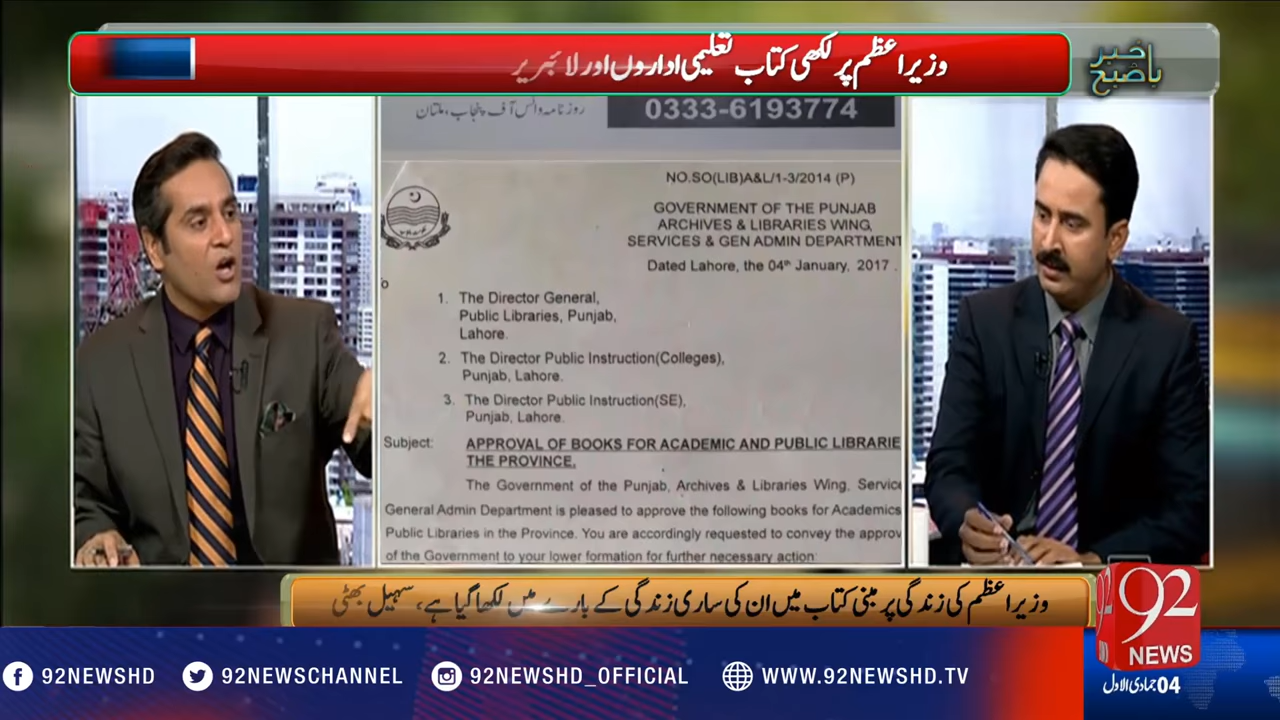 وزیراعظم پر لکھی کتاب تعلیمی اداروں اور لائبریر
باخبر صبح
روزنامہ وائس آف پنجاب، ملتان
0333-6193774
NO.SO(LIB)A&L/1-3/2014 (P)
GOVERNMENT OF THE PUNJAB
ARCHIVES & LIBRARIES WING,
SERVICES & GEN ADMIN DEPARTMENT
Dated Lahore, the 04th January, 2017.
1. The Director General,
Public Libraries, Punjab,
Lahore.
2. The Director Public Instruction(Colleges),
Punjab, Lahore.
3. The Director Public Instruction(SE),
Punjab, Lahore.
Subject: APPROVAL OF BOOKS FOR ACADEMIC AND PUBLIC LIBRARIE
THE PROVINCE.
The Government of the Punjab, Archives & Libraries Wing, Servic
General Admin Department is pleased to approve the following books for Academics
Public Libraries in the Province. You are accordingly requested to convey the approv
of the Government to your lower formation for further necessary action:
وزیراعظم کی زندگی پر مبنی کتاب میں ان کی ساری زندگی کے بارے میں لکھا گیا ہے، سہیل بھٹی
92
NEWS
92NEWSHD
92NEWSCHANNEL
92NEWSHD_OFFICIAL
WWW.92NEWSHD.TV
04 جمادی الاول